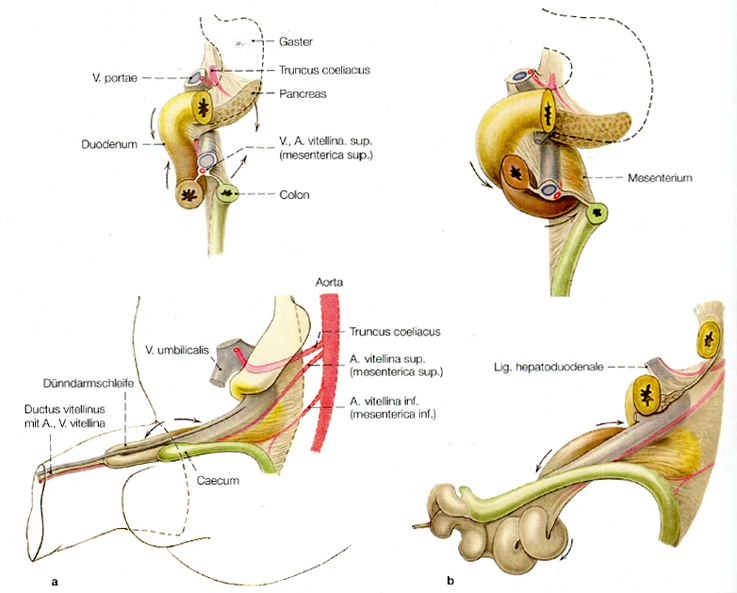 Gaster
Truncus coeliacus
V. portae
Pancreas
Duodenum
V., A. vitellina. sup.
(mesenterica sup.)
Colon
Mesenterium
Aorta
Truncus coeliacus
V. umbilicalis
A. vitellina sup.
(mesenterica sup.)
Lig. hepatoduodenale
Dünndarmschleife
Ductus vitellinus
mit A., V. vitellina
A. vitellina inf.
(mesenterica inf.)
Caecum
a
b